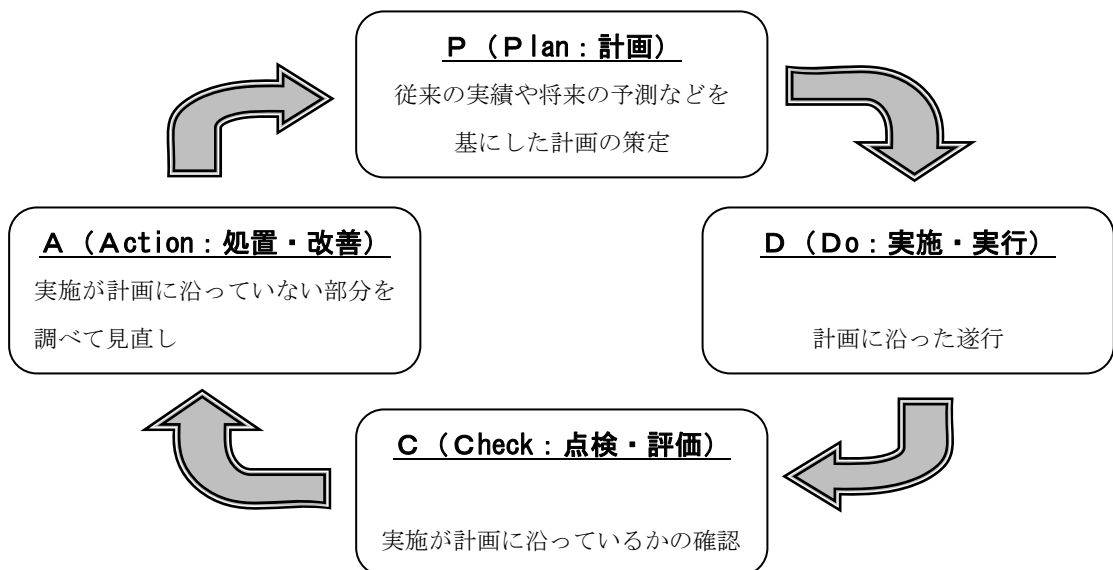 Ｐ（Ｐlan：計画）
従来の実績や将来の予測などを
基にした計画の策定
Ｄ（Ｄo：実施・実行）
計画に沿った遂行
Ｃ（Ｃheck：点検・評価）
実施が計画に沿っているかの確認
Ａ（Ａction：処置・改善）
実施が計画に沿っていない部分を
調べて見直し